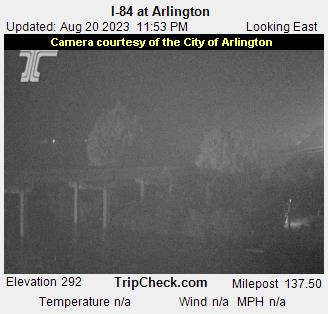 I-84 at Arlington
Updated: Aug 20 2023 11:53 PM Looking East
Camera courtesy of the City of Arlington
Elevation 292 TripCheck.com Milepost 137.50
Temperature n/a Wind n/a MPH n/a